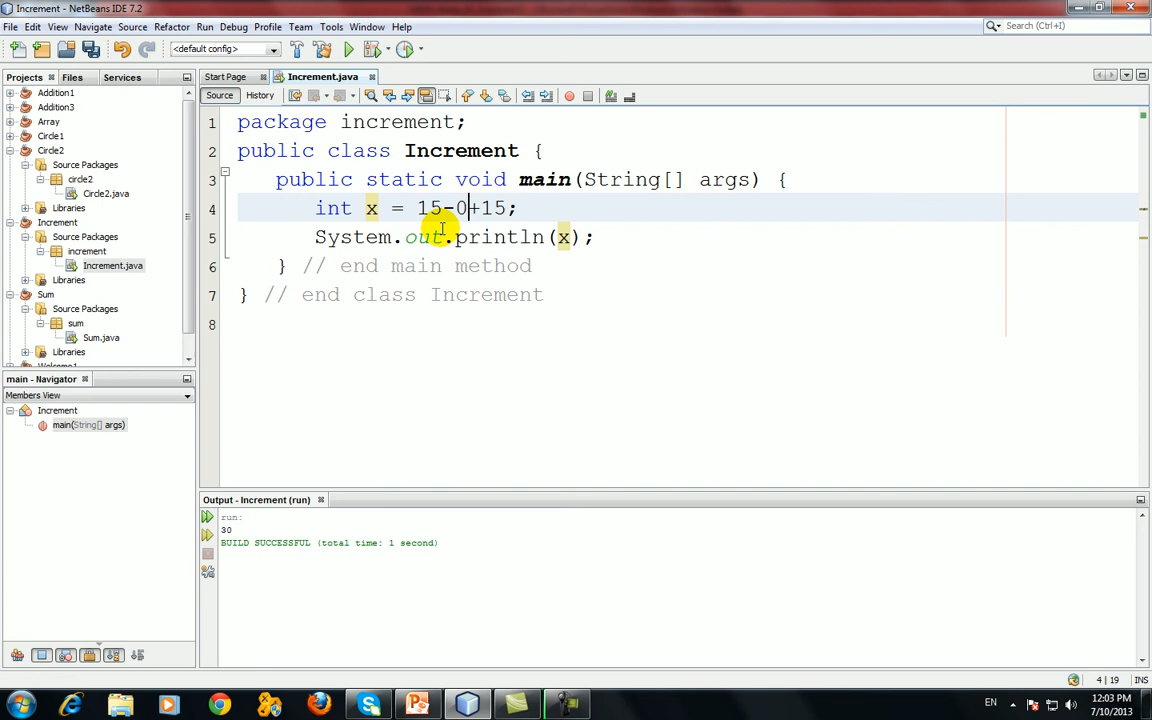 Increment - NetBeans IDE 7.2
File Edit View Navigate Source Refactor Run Debug Profile Team Tools Window Help
Search (Ctrl+I)
<default config>
Projects Files Services
Start Page Increment.java
Source History
Addition1
Addition3
Array
Circle1
Circle2
Source Packages
circle2
Circle2.java
Libraries
Increment
Source Packages
increment
Increment.java
Libraries
Sum
Source Packages
sum
Sum.java
Libraries
1 package increment;
2 public class Increment {
3 public static void main(String[] args) {
4 int x = 15-0+15;
5 System.out.println(x);
6 } // end main method
7 } // end class Increment
8
main - Navigator
Members View
Increment
main(String[] args)
Output - Increment (run)
run:
30
BUILD SUCCESSFUL (total time: 1 second)
4 | 19 INS
EN
12:03 PM
7/10/2013